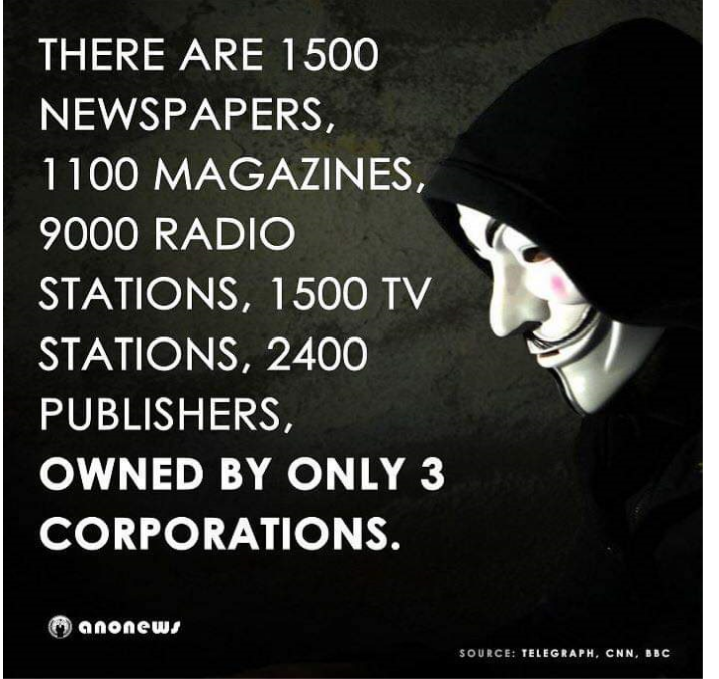 THERE ARE 1500
NEWSPAPERS,
1100 MAGAZINES,
9000 RADIO
STATIONS, 1500 TV
STATIONS, 2400
PUBLISHERS,
OWNED BY ONLY 3
CORPORATIONS.
anonews
SOURCE: TELEGRAPH, CNN, BBC